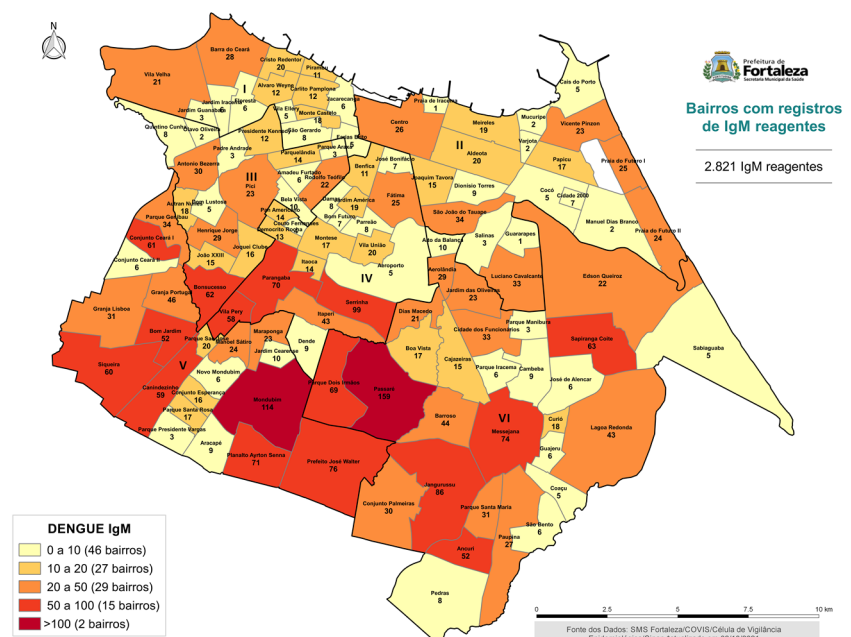 N
Prefeitura de
Fortaleza
Secretaria Municipal da Saúde
Bairros com registros
de IgM reagentes
2.821 IgM reagentes
Barra do Ceará
28
Vila Velha
21
Cristo Redentor
20
Pirambu
11
I
Floresta
6
Jardim Iracema
Jardim Guanabara
3
Alvaro Weyne
12
Carlito Pamplona
12
Jacarecanga
6
Vila Ellery
5
Monte Castelo
18
Quintino Cunha
8
Olavo Oliveira
2
Presidente Kennedy
12
São Gerardo
8
Farias Brito
5
Centro
26
Praia de Iracema
1
Meireles
19
Mucuripe
2
Cais do Porto
5
Vicente Pinzon
23
Varjota
2
II
Aldeota
20
Papicu
17
Praia do Futuro I
25
Padre Andrade
3
Parquelândia
14
Parque Araxá
3
Antonio Bezerra
30
III
Pici
23
Amadeu Furtado
6
Rodolfo Teófilo
22
Benfica
11
José Bonifácio
7
Joaquim Tavora
15
Dionísio Torres
9
Cocó
5
Cidade 2000
7
Autran Nunes
18
Dom Lustosa
5
Bela Vista
10
Damas
8
Jardim América
19
Fátima
25
São João do Tauape
34
Manuel Dias Branco
2
Praia do Futuro II
24
Parque Genibau
34
Henrique Jorge
29
Pan Americano
14
Couto Fernandes
Democrito Rocha
13
Bom Futuro
7
Parreão
8
Conjunto Ceará I
61
Conjunto Ceará II
6
João XXIII
15
Joquei Clube
16
Montese
17
Vila União
20
Alto da Balança
10
Salinas
3
Guararapes
1
Itaoca
14
Aeroporto
5
IV
Aerolândia
29
Luciano Cavalcante
33
Edson Queiroz
22
Granja Lisboa
31
Granja Portugal
46
Bonsucesso
62
Parangaba
70
Jardim das Oliveiras
23
Serrinha
99
Vila Pery
58
Itaperi
43
Dias Macedo
21
Cidade dos Funcionários
33
Parque Manibura
3
Sapiranga Coite
63
Sabiaguaba
5
Bom Jardim
52
20
Manoel Sátiro
24
Maraponga
23
Jardim Cearense
10
Dende
9
Boa Vista
17
Cajazeiras
15
Parque Iracema
6
Cambeba
9
José de Alencar
6
Siqueira
60
V
Canindezinho
59
Novo Mondubim
6
Conjunto Esperança
16
Parque Santa Rosa
17
Mondubim
114
Parque Dois Irmãos
69
Passaré
159
Barroso
44
VI
Messejana
74
Curió
18
Lagoa Redonda
43
Guajeru
6
Parque Presidente Vargas
3
Aracapé
9
Planalto Ayrton Senna
71
Prefeito José Walter
76
Jangurussu
86
Coaçu
5
Conjunto Palmeiras
30
Parque Santa Maria
31
São Bento
6
Paupina
27
Ancuri
52
Pedras
8
DENGUE IgM
0 a 10 (46 bairros)
10 a 20 (27 bairros)
20 a 50 (29 bairros)
50 a 100 (15 bairros)
>100 (2 bairros)
0 2.5 5 7.5 10 km
Fonte dos Dados: SMS Fortaleza/COVIS/Célula de Vigilância